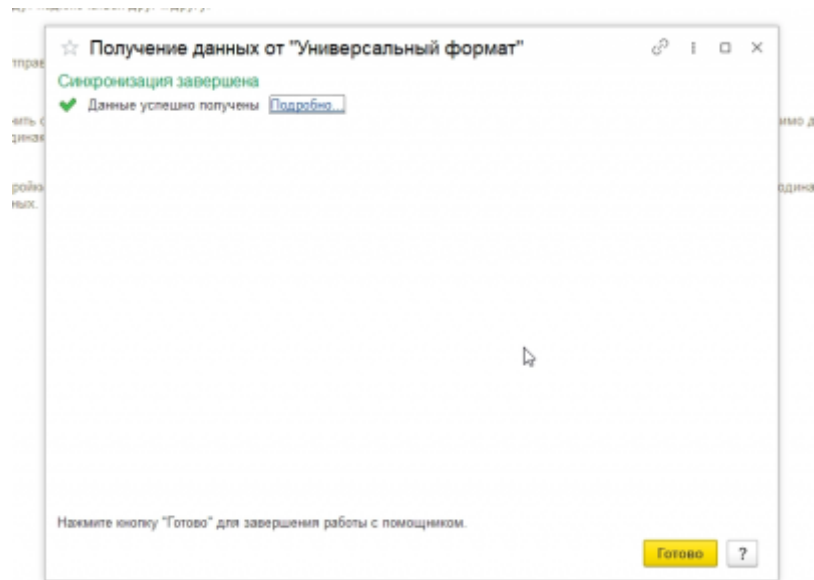 Получение данных от "Универсальный формат"
Синхронизация завершена
Данные успешно получены Подробно...
Нажмите кнопку "Готово" для завершения работы с помощником.
Готово ?